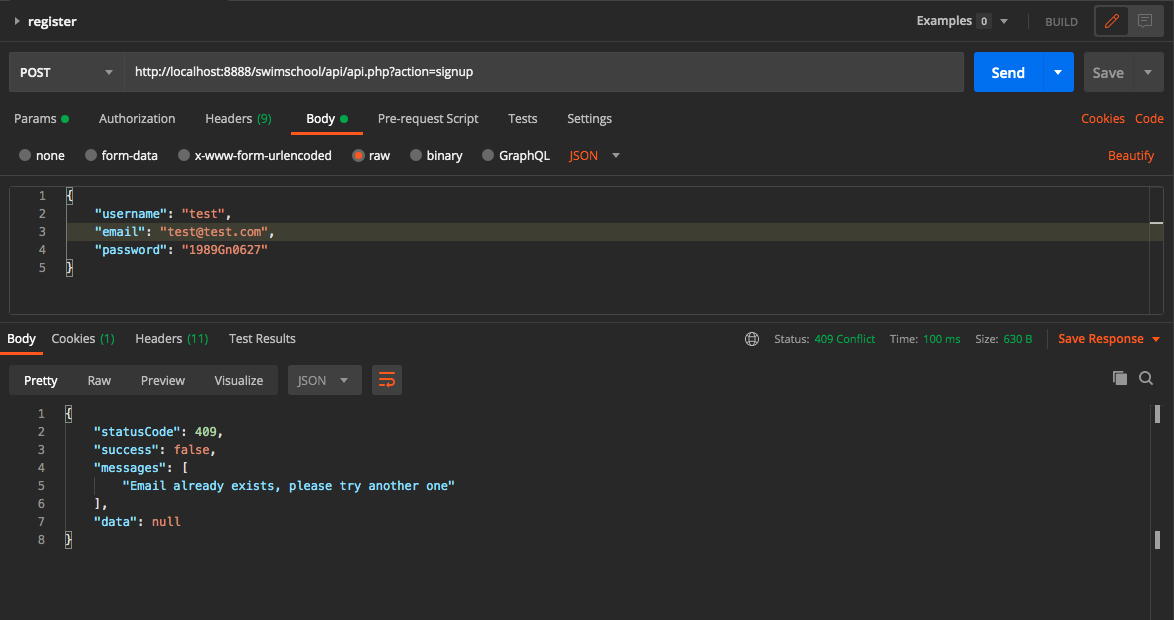 register
Examples 0 BUILD
POST http://localhost:8888/swimschool/api/api.php?action=signup Send Save
Params Authorization Headers (9) Body Pre-request Script Tests Settings Cookies Code
none form-data x-www-form-urlencoded raw binary GraphQL JSON Beautify
1 {
2 "username": "test",
3 "email": "test@test.com",
4 "password": "1989Gn0627"
5 }
Body Cookies (1) Headers (11) Test Results Status: 409 Conflict Time: 100 ms Size: 630 B Save Response
Pretty Raw Preview Visualize JSON
1 {
2 "statusCode": 409,
3 "success": false,
4 "messages": [
5 "Email already exists, please try another one"
6 ],
7 "data": null
8 }